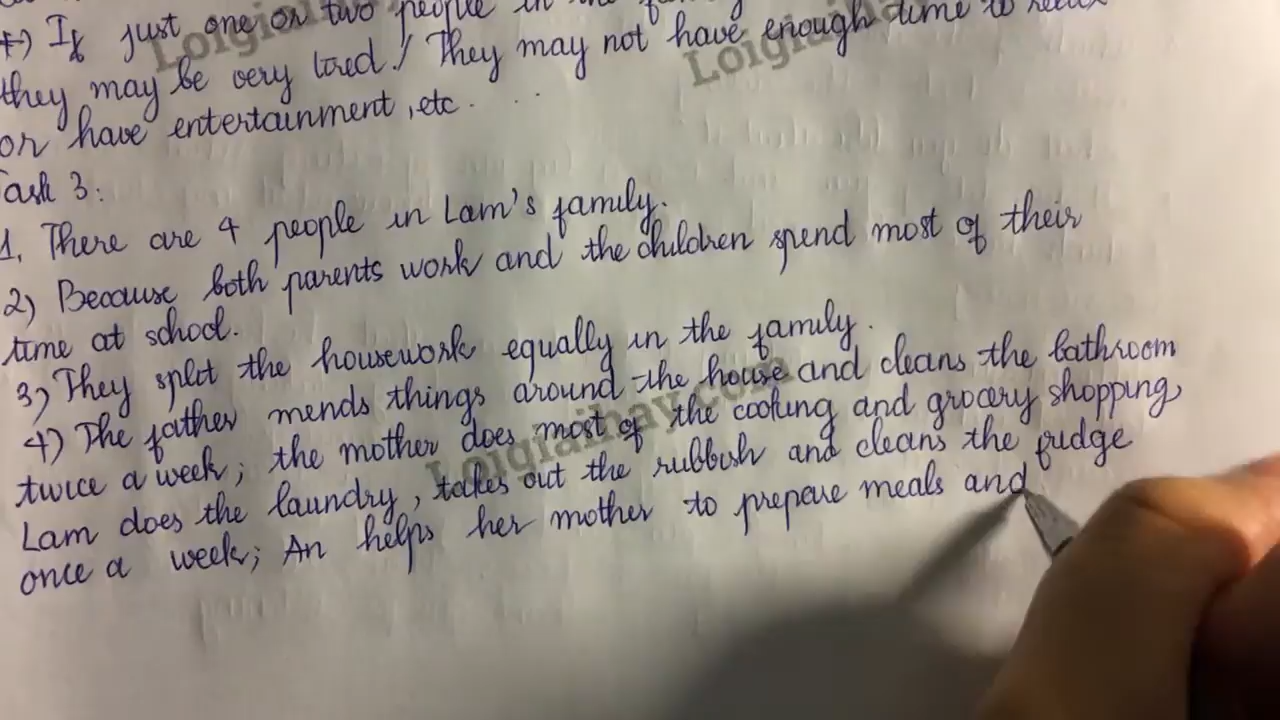 +) If just one or two people in the
they may be very tired! They may not have enough time to relax
or have entertainment, etc. ...
Task 3:
1, There are 4 people in Lam's family.
2) Because both parents work and the children spend most of their
time at school.
3) They split the housework equally in the family.
4) The father mends things around the house and cleans the bathroom
twice a week; the mother does most of the cooking and grocery shopping,
Lam does the laundry, takes out the rubbish and cleans the fridge
once a week; An helps her mother to prepare meals and
Loigiaihay.com